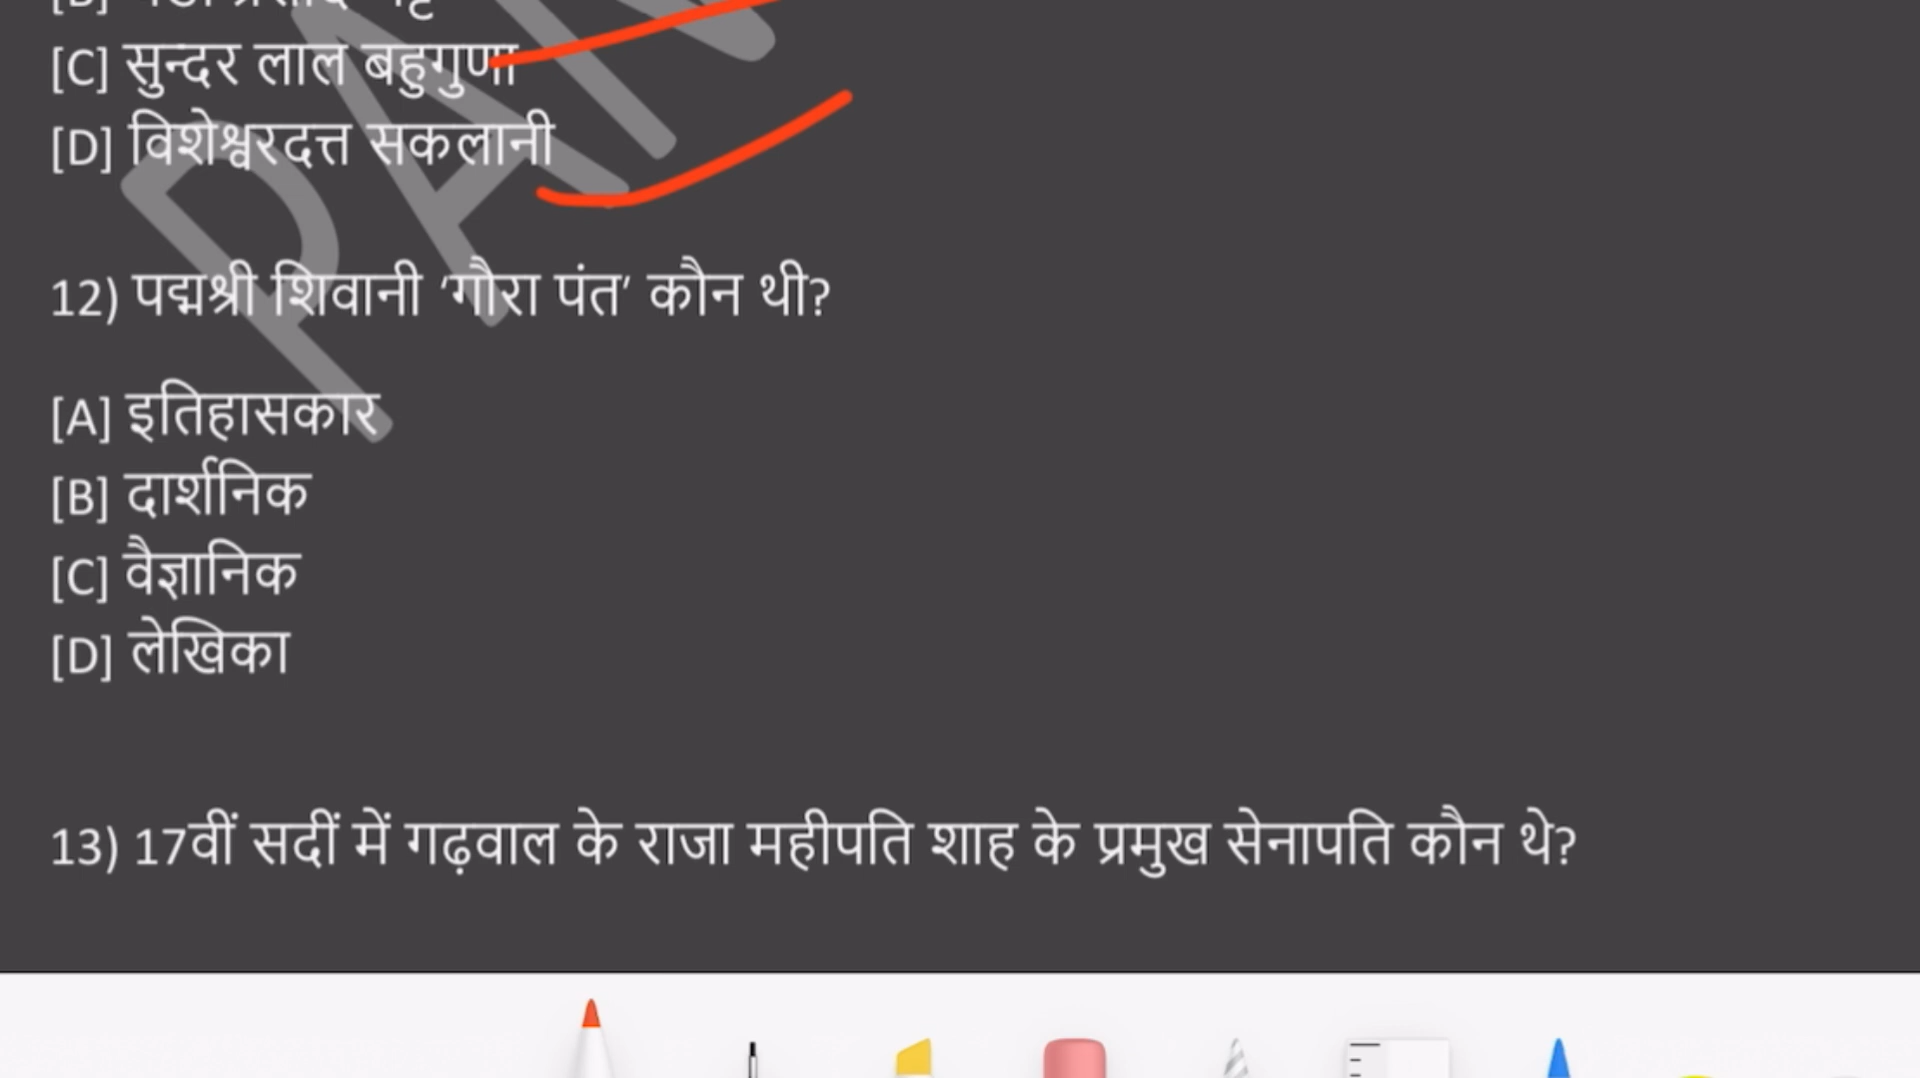 [C] सुन्दर लाल बहुगुणा
[D] विशेश्वरदत्त सकलानी
12) पद्मश्री शिवानी ‘गौरा पंत’ कौन थी?
[A] इतिहासकार
[B] दार्शनिक
[C] वैज्ञानिक
[D] लेखिका
13) 17वीं सदीं में गढ़वाल के राजा महीपति शाह के प्रमुख सेनापति कौन थे?